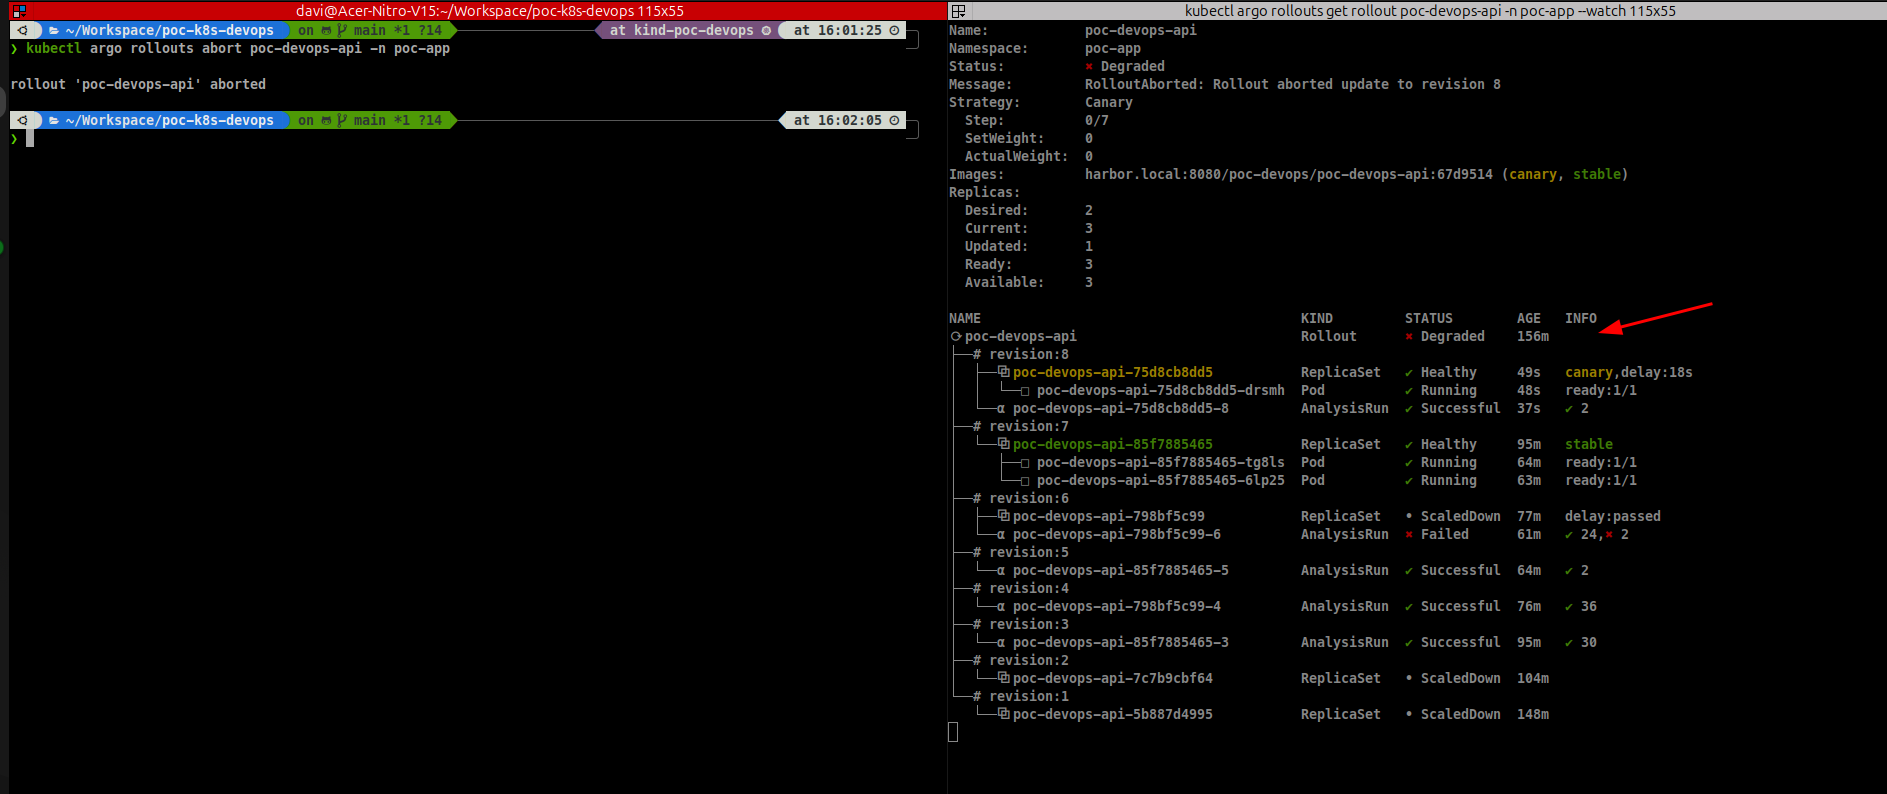 davi@Acer-Nitro-V15:~/Workspace/poc-k8s-devops 115x55
~/Workspace/poc-k8s-devops on main *1 ?14 at kind-poc-devops at 16:01:25
❯ kubectl argo rollouts abort poc-devops-api -n poc-app
rollout 'poc-devops-api' aborted
~/Workspace/poc-k8s-devops on main *1 ?14 at 16:02:05
❯
kubectl argo rollouts get rollout poc-devops-api -n poc-app --watch 115x55
Name: poc-devops-api
Namespace: poc-app
Status: ✖ Degraded
Message: RolloutAborted: Rollout aborted update to revision 8
Strategy: Canary
Step: 0/7
SetWeight: 0
ActualWeight: 0
Images: harbor.local:8080/poc-devops/poc-devops-api:67d9514 (canary, stable)
Replicas:
Desired: 2
Current: 3
Updated: 1
Ready: 3
Available: 3
NAME KIND STATUS AGE INFO
⟳ poc-devops-api Rollout ✖ Degraded 156m
├──# revision:8
│ ├──⧉ poc-devops-api-75d8cb8dd5 ReplicaSet ✔ Healthy 49s canary,delay:18s
│ │ └──□ poc-devops-api-75d8cb8dd5-drsmh Pod ✔ Running 48s ready:1/1
│ └──α poc-devops-api-75d8cb8dd5-8 AnalysisRun ✔ Successful 37s ✔ 2
├──# revision:7
│ └──⧉ poc-devops-api-85f7885465 ReplicaSet ✔ Healthy 95m stable
│ ├──□ poc-devops-api-85f7885465-tg8ls Pod ✔ Running 64m ready:1/1
│ └──□ poc-devops-api-85f7885465-6lp25 Pod ✔ Running 63m ready:1/1
├──# revision:6
│ ├──⧉ poc-devops-api-798bf5c99 ReplicaSet • ScaledDown 77m delay:passed
│ └──α poc-devops-api-798bf5c99-6 AnalysisRun ✖ Failed 61m ✔ 24,✖ 2
├──# revision:5
│ └──α poc-devops-api-85f7885465-5 AnalysisRun ✔ Successful 64m ✔ 2
├──# revision:4
│ └──α poc-devops-api-798bf5c99-4 AnalysisRun ✔ Successful 76m ✔ 36
├──# revision:3
│ └──α poc-devops-api-85f7885465-3 AnalysisRun ✔ Successful 95m ✔ 30
├──# revision:2
│ └──⧉ poc-devops-api-7c7b9cbf64 ReplicaSet • ScaledDown 104m
└──# revision:1
└──⧉ poc-devops-api-5b887d4995 ReplicaSet • ScaledDown 148m